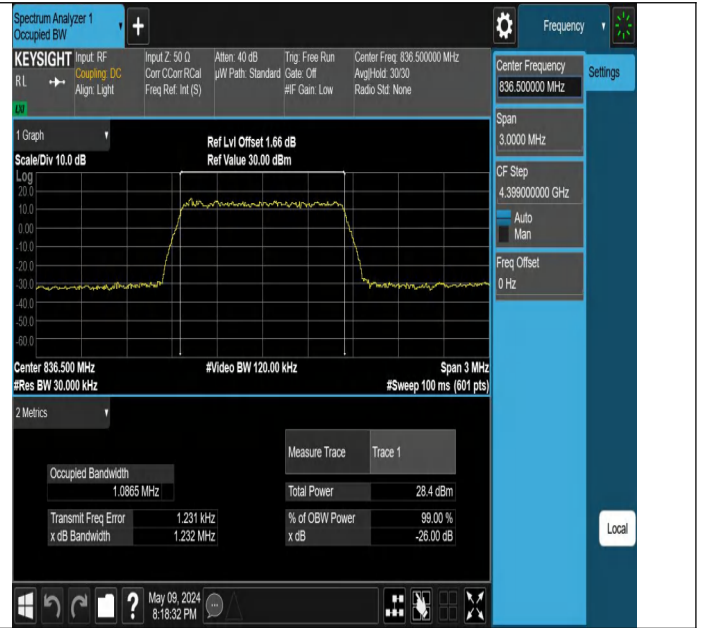 Spectrum Analyzer 1
Occupied BW
+
Frequency
KEYSIGHT
RL
Input: RF
Coupling: DC
Align: Light
Input Z: 50 Ω
Corr CCorr RCal
Freq Ref: Int (S)
Atten: 40 dB
µW Path: Standard
Trig: Free Run
Gate: Off
#IF Gain: Low
Center Freq: 836.500000 MHz
Avg|Hold: 30/30
Radio Std: None
Center Frequency
836.500000 MHz
Settings
Span
3.0000 MHz
CF Step
4.399000000 GHz
Auto
Man
Freq Offset
0 Hz
1 Graph
Scale/Div 10.0 dB
Ref Lvl Offset 1.66 dB
Ref Value 30.00 dBm
Log
20.0
10.0
0.00
-10.0
-20.0
-30.0
-40.0
-50.0
-60.0
Center 836.500 MHz
#Video BW 120.00 kHz
Span 3 MHz
#Res BW 30.000 kHz
#Sweep 100 ms (601 pts)
2 Metrics
Measure Trace
Trace 1
Occupied Bandwidth
1.0865 MHz
Total Power
28.4 dBm
Transmit Freq Error
1.231 kHz
% of OBW Power
99.00 %
x dB Bandwidth
1.232 MHz
x dB
-26.00 dB
Local
?
May 09, 2024
8:18:32 PM